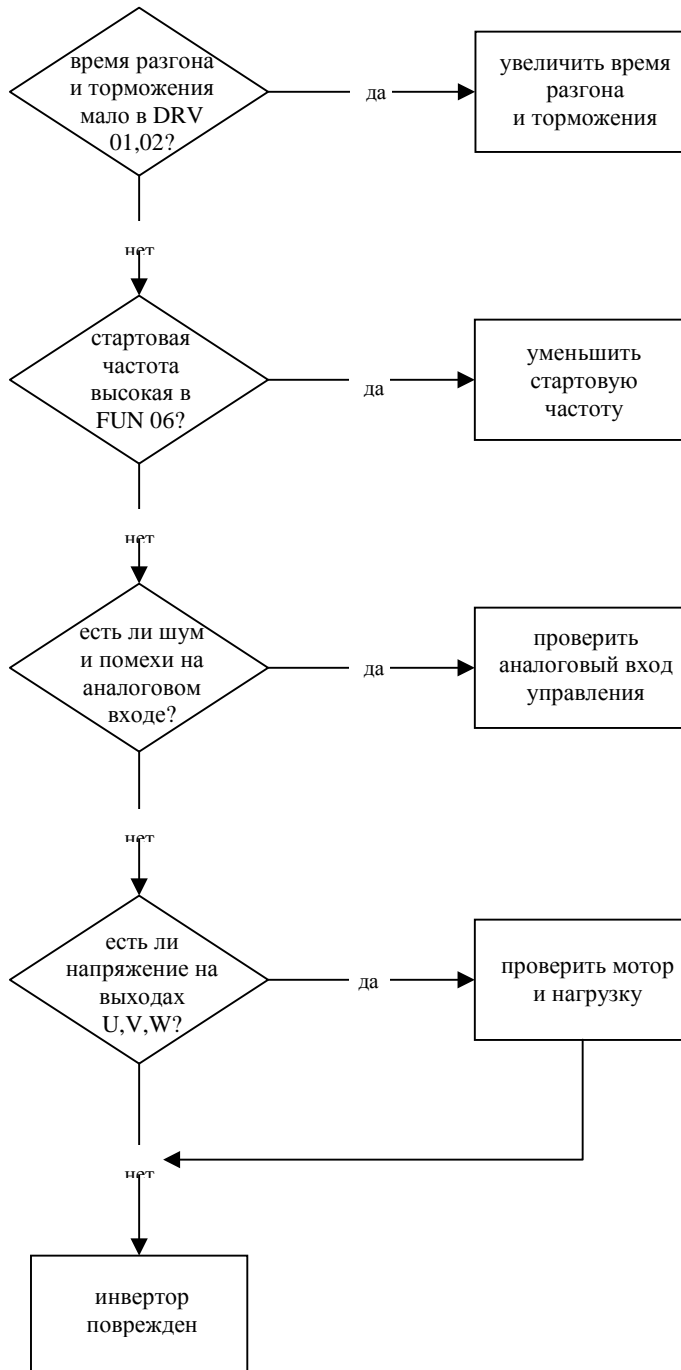 время разгона
и торможения
мало в DRV
01,02?
да
увеличить время
разгона
и торможения
нет
стартовая
частота
высокая в
FUN 06?
да
уменьшить
стартовую
частоту
нет
есть ли шум
и помехи на
аналоговом
входе?
да
проверить
аналоговый вход
управления
нет
есть ли
напряжение на
выходах
U,V,W?
да
проверить мотор
и нагрузку
нет
инвертор
поврежден